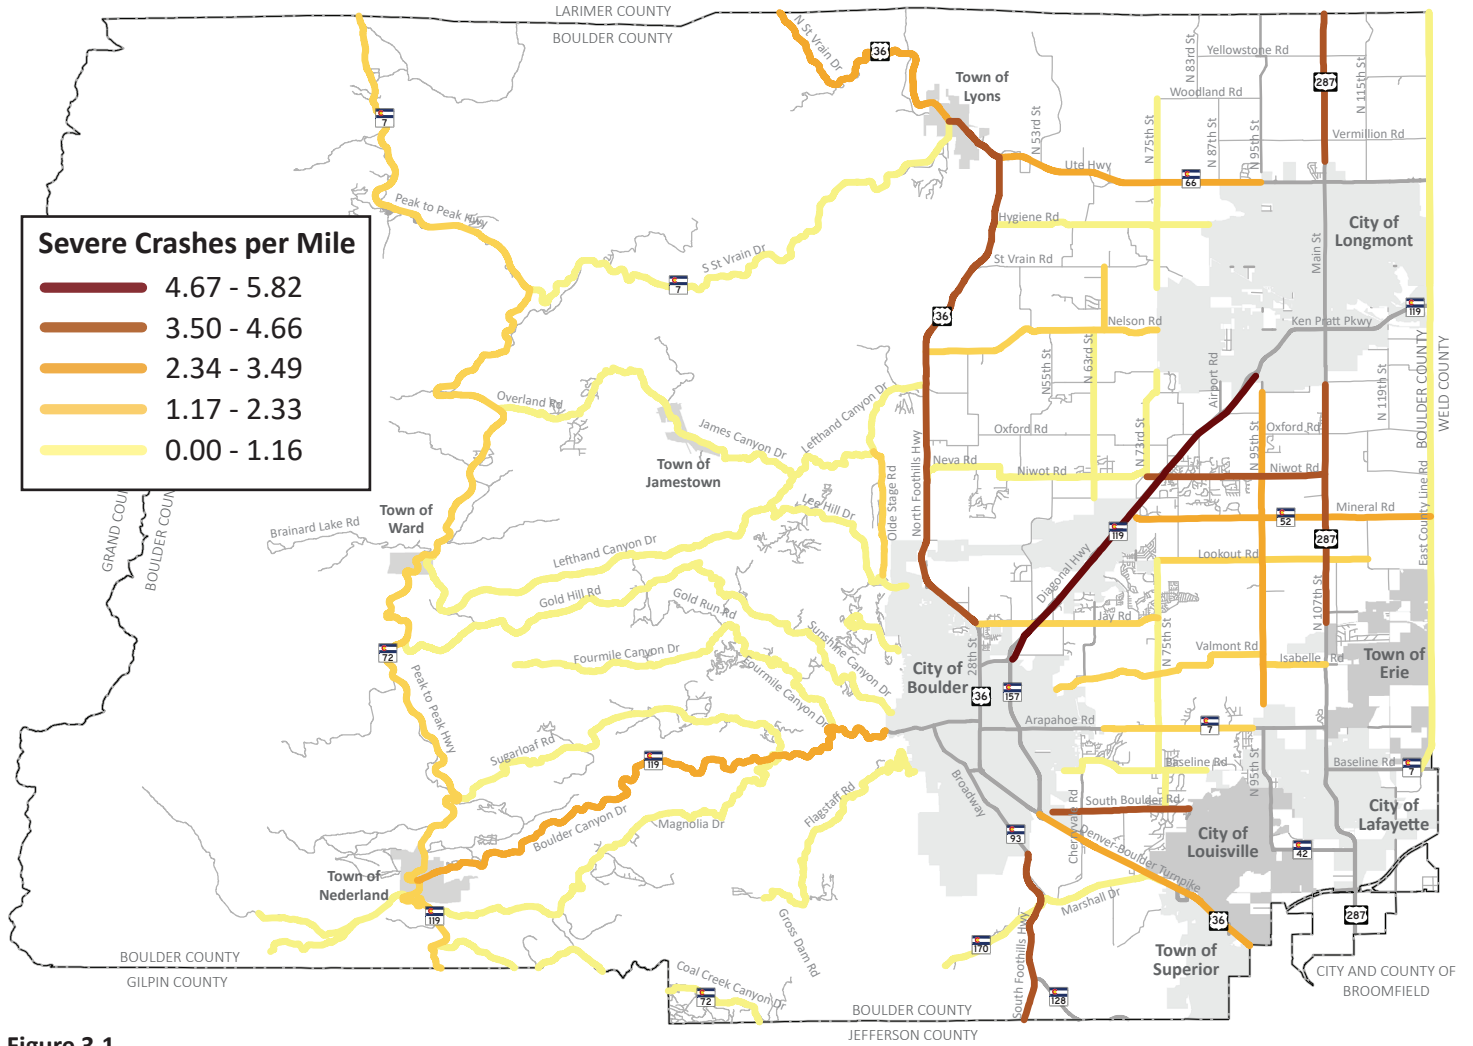 LARIMER COUNTY
BOULDER COUNTY
N St Vrain Dr
36
Town of
Lyons
N 83rd St
Yellowstone Rd
287
N 115th St
Woodland Rd
7
N 53rd St
N 75th St
N 87th St
N 95th St
Vermillion Rd
Ute Hwy
66
Peak to Peak Hwy
Hygiene Rd
City of
Longmont
Severe Crashes per Mile
4.67 - 5.82
3.50 - 4.66
2.34 - 3.49
1.17 - 2.33
0.00 - 1.16
S St Vrain Dr
7
St Vrain Rd
Main St
36
Nelson Rd
Ken Pratt Pkwy
119
N55th St
N 63rd St
Airport Rd
N 119th St
BOULDER COUNTY
WELD COUNTY
Overland Rd
James Canyon Dr
Lefthand Canyon Dr
North Foothills Hwy
Oxford Rd
N 73rd St
N 95th St
Oxford Rd
Town of
Jamestown
Neva Rd
Niwot Rd
Niwot Rd
Olde Stage Rd
East County Line Rd
GRAND COUN
BOULDER COUN
Town of
Ward
Brainard Lake Rd
Lefthand Canyon Dr
Leg Hill Dr
119
52
Mineral Rd
287
Lookout Rd
Diagonal Hwy
Gold Hill Rd
Gold Run Rd
Jay Rd
N 107th St
72
Sunshine Canyon Dr
Fourmile Canyon Dr
Fourmile Canyon Dr
City of
Boulder
28th St
36
157
N 75th St
Valmont Rd
Isabelle Rd
Town of
Erie
Peak to Peak Hwy
Arapahoe Rd
7
Sugarloaf Rd
119
Baseline Rd
N 95th St
Baseline Rd
7
Broadway
Flagstaff Rd
Boulder Canyon Dr
Magnolia Dr
South Boulder Rd
Cherryvale Rd
93
Denver-Boulder Turnpike
City of
Louisville
City of
Lafayette
42
Town of
Nederland
119
Gross Dam Rd
Marshall Dr
170
South Foothills Hwy
36
287
Town of
Superior
BOULDER COUNTY
GILPIN COUNTY
Coal Creek Canyon Dr
72
128
CITY AND COUNTY OF
BROOMFIELD
BOULDER COUNTY
JEFFERSON COUNTY
Figure 3-1